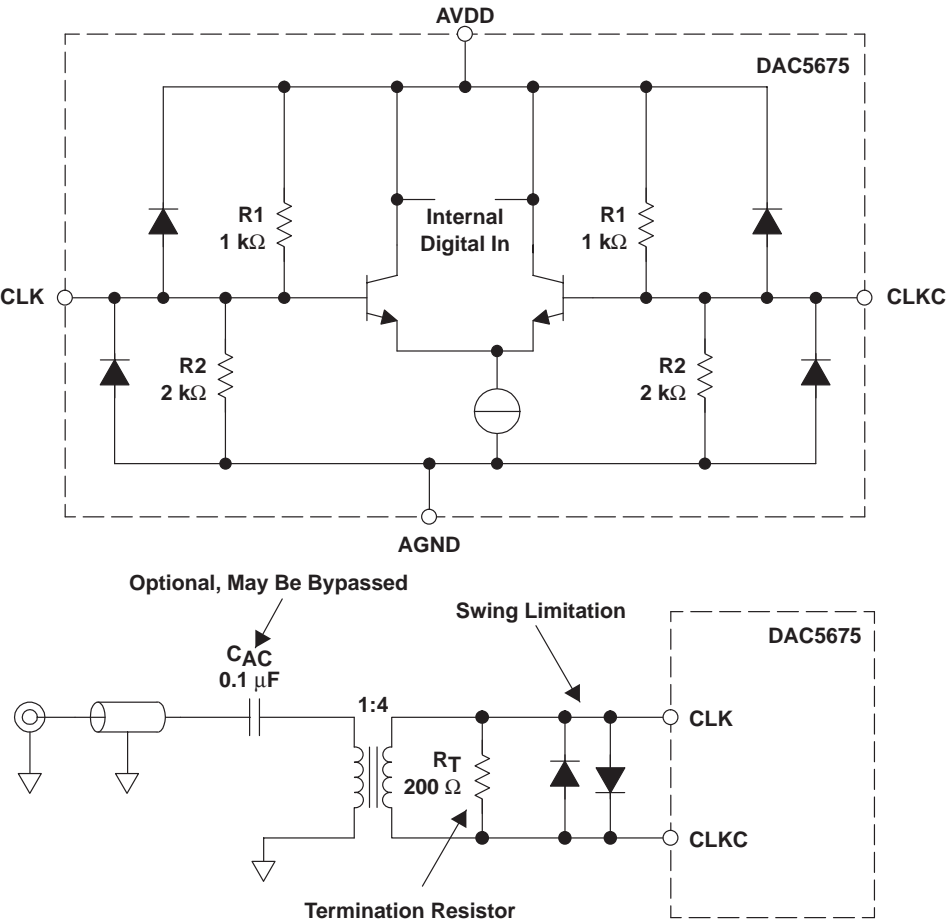 AVDD
DAC5675
R1
1 kΩ
Internal
Digital In
R1
1 kΩ
CLK
CLKC
R2
2 kΩ
R2
2 kΩ
AGND
Optional, May Be Bypassed
Swing Limitation
DAC5675
CAC
0.1 μF
1:4
CLK
RT
200 Ω
CLKC
Termination Resistor